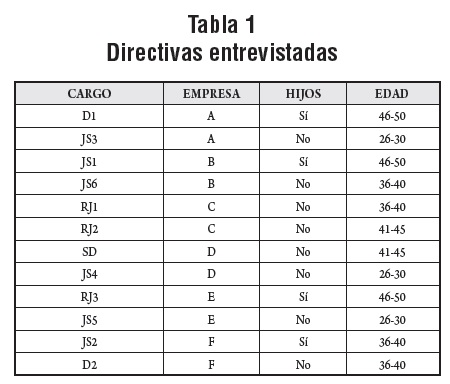 Tabla 1
Directivas entrevistadas
CARGO EMPRESA HIJOS EDAD
D1 A Sí 46-50
JS3 A No 26-30
JS1 B Sí 46-50
JS6 B No 36-40
RJ1 C No 36-40
RJ2 C No 41-45
SD D No 41-45
JS4 D No 26-30
RJ3 E Sí 46-50
JS5 E No 26-30
JS2 F Sí 36-40
D2 F No 36-40